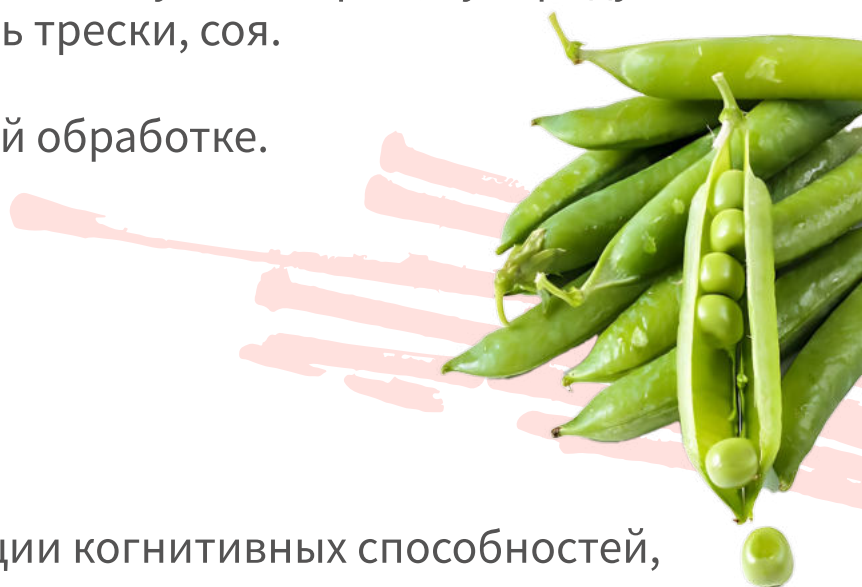 ь трески, соя.
й обработке.
ции когнитивных способностей,